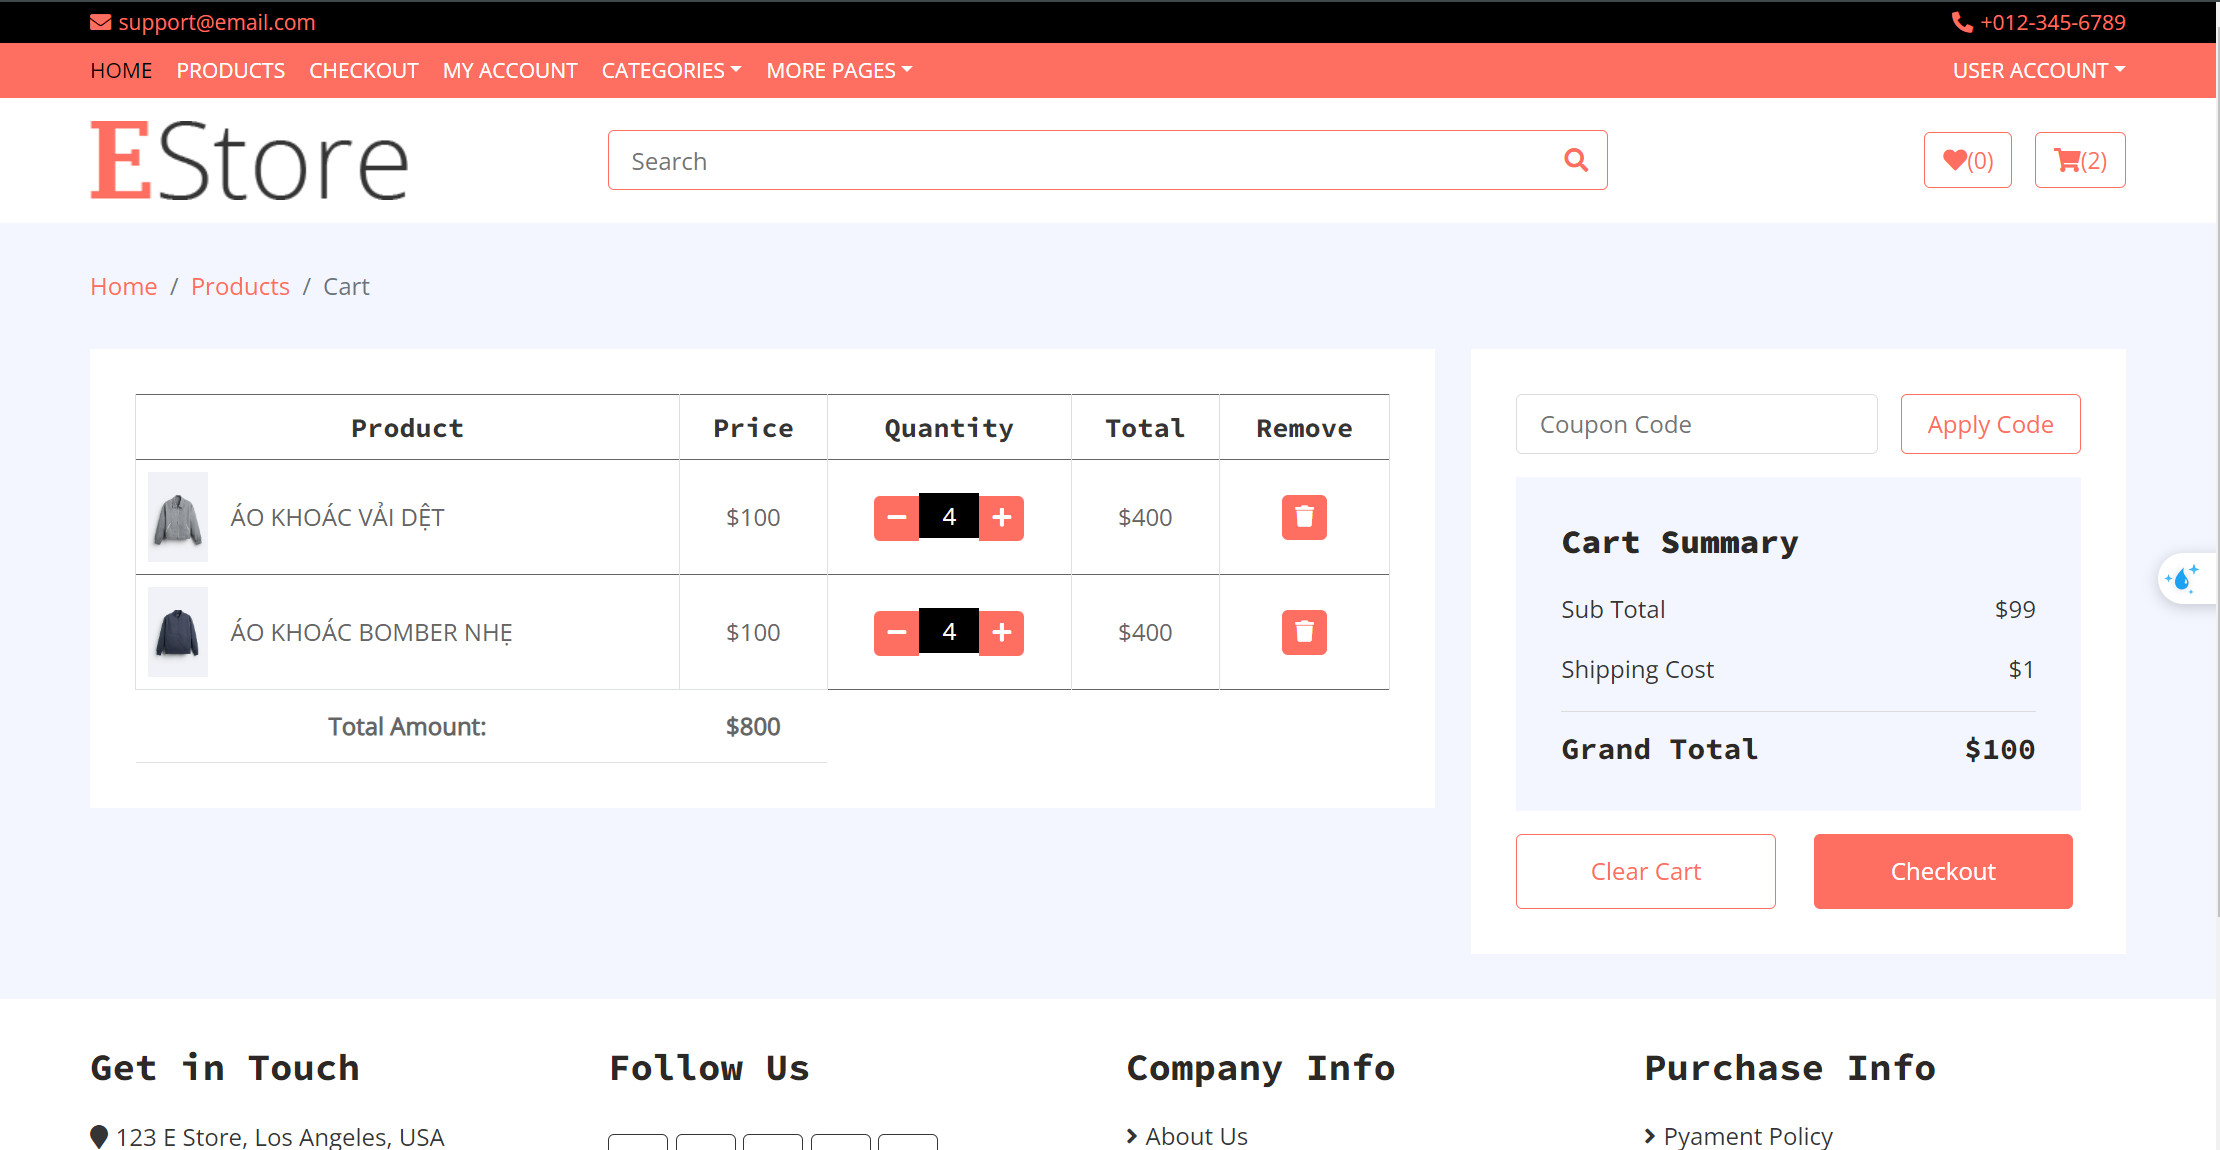 support@email.com +012-345-6789
HOME PRODUCTS CHECKOUT MY ACCOUNT CATEGORIES MORE PAGES USER ACCOUNT
EStore Search (0) (2)
Home / Products / Cart
Product Price Quantity Total Remove
ÁO KHOÁC VẢI DỆT $100 4 $400
ÁO KHOÁC BOMBER NHẸ $100 4 $400
Total Amount: $800
Coupon Code Apply Code
Cart Summary
Sub Total $99
Shipping Cost $1
Grand Total $100
Clear Cart Checkout
Get in Touch Follow Us Company Info Purchase Info
123 E Store, Los Angeles, USA About Us Pyament Policy